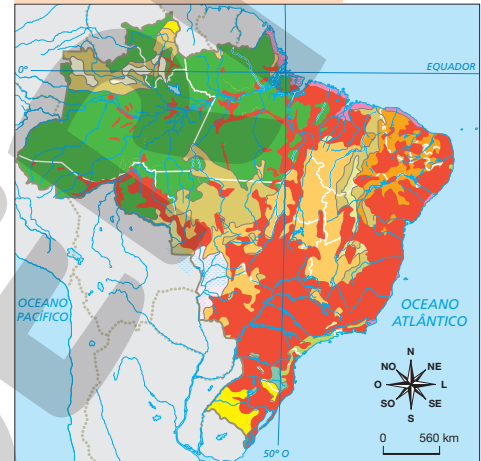 EQUADOR
0°
OCEANO
PACÍFICO
OCEANO
ATLÂNTICO
N
NO NE
O L
SO SE
S
0 560 km
50° O